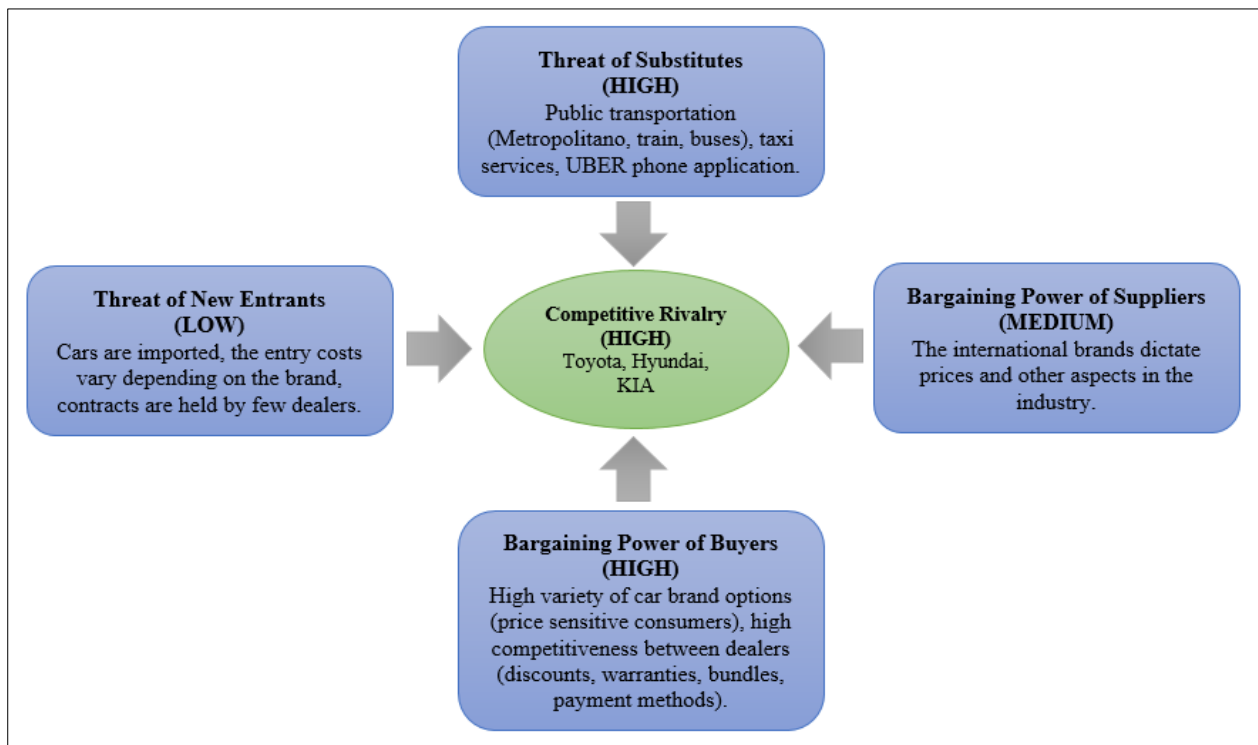 Threat of Substitutes
(HIGH)
Public transportation
(Metropolitano, train, buses), taxi
services, UBER phone application.
Threat of New Entrants
(LOW)
Cars are imported, the entry costs
vary depending on the brand,
contracts are held by few dealers.
Competitive Rivalry
(HIGH)
Toyota, Hyundai,
KIA
Bargaining Power of Suppliers
(MEDIUM)
The international brands dictate
prices and other aspects in the
industry.
Bargaining Power of Buyers
(HIGH)
High variety of car brand options
(price sensitive consumers), high
competitiveness between dealers
(discounts, warranties, bundles,
payment methods).